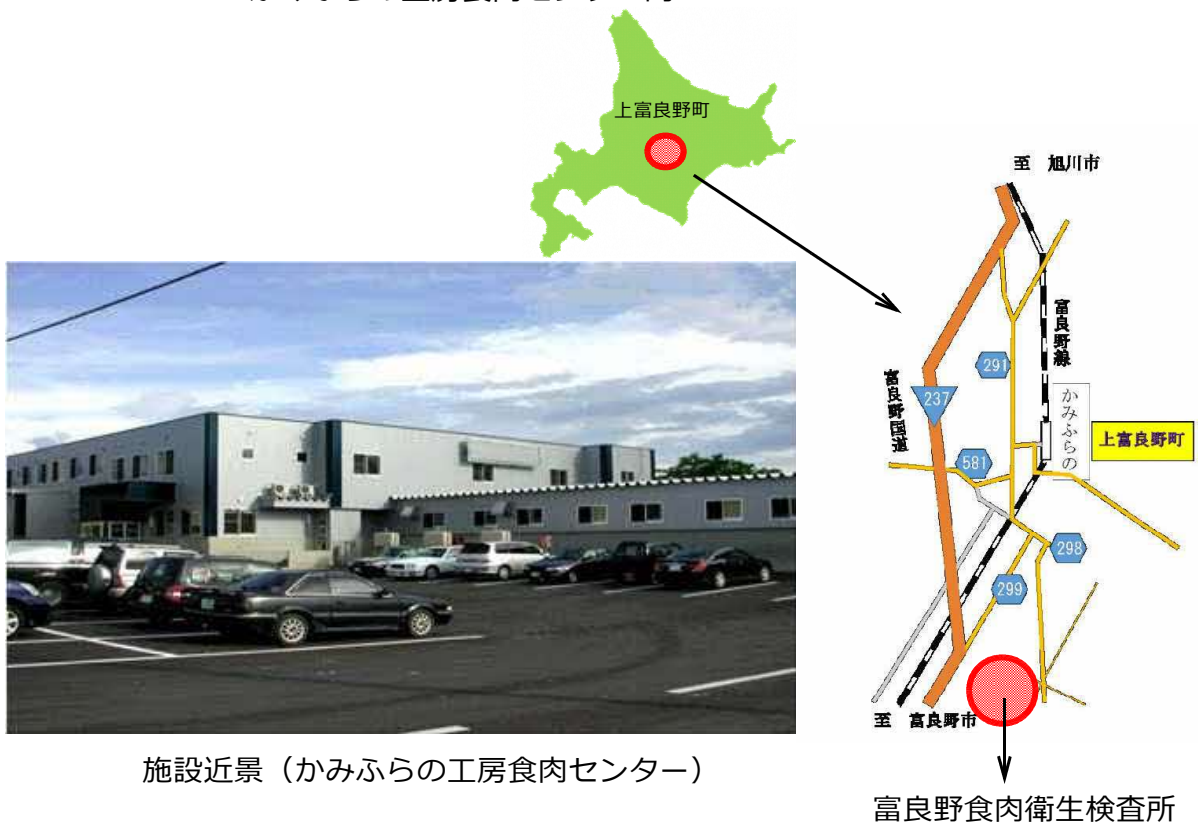 上富良野町
至 旭川市
富良野線
291
237
富良野国道
かみふらの
上富良野町
581
298
299
至 富良野市
施設近景（かみふらの工房食肉センター）
富良野食肉衛生検査所